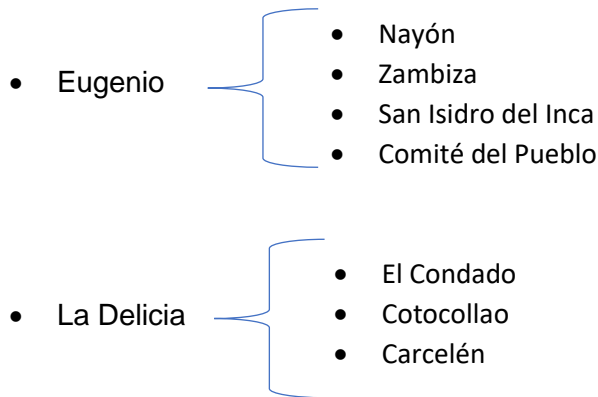 • Eugenio
• Nayón
• Zambiza
• San Isidro del Inca
• Comité del Pueblo
• La Delicia
• El Condado
• Cotocollao
• Carcelén